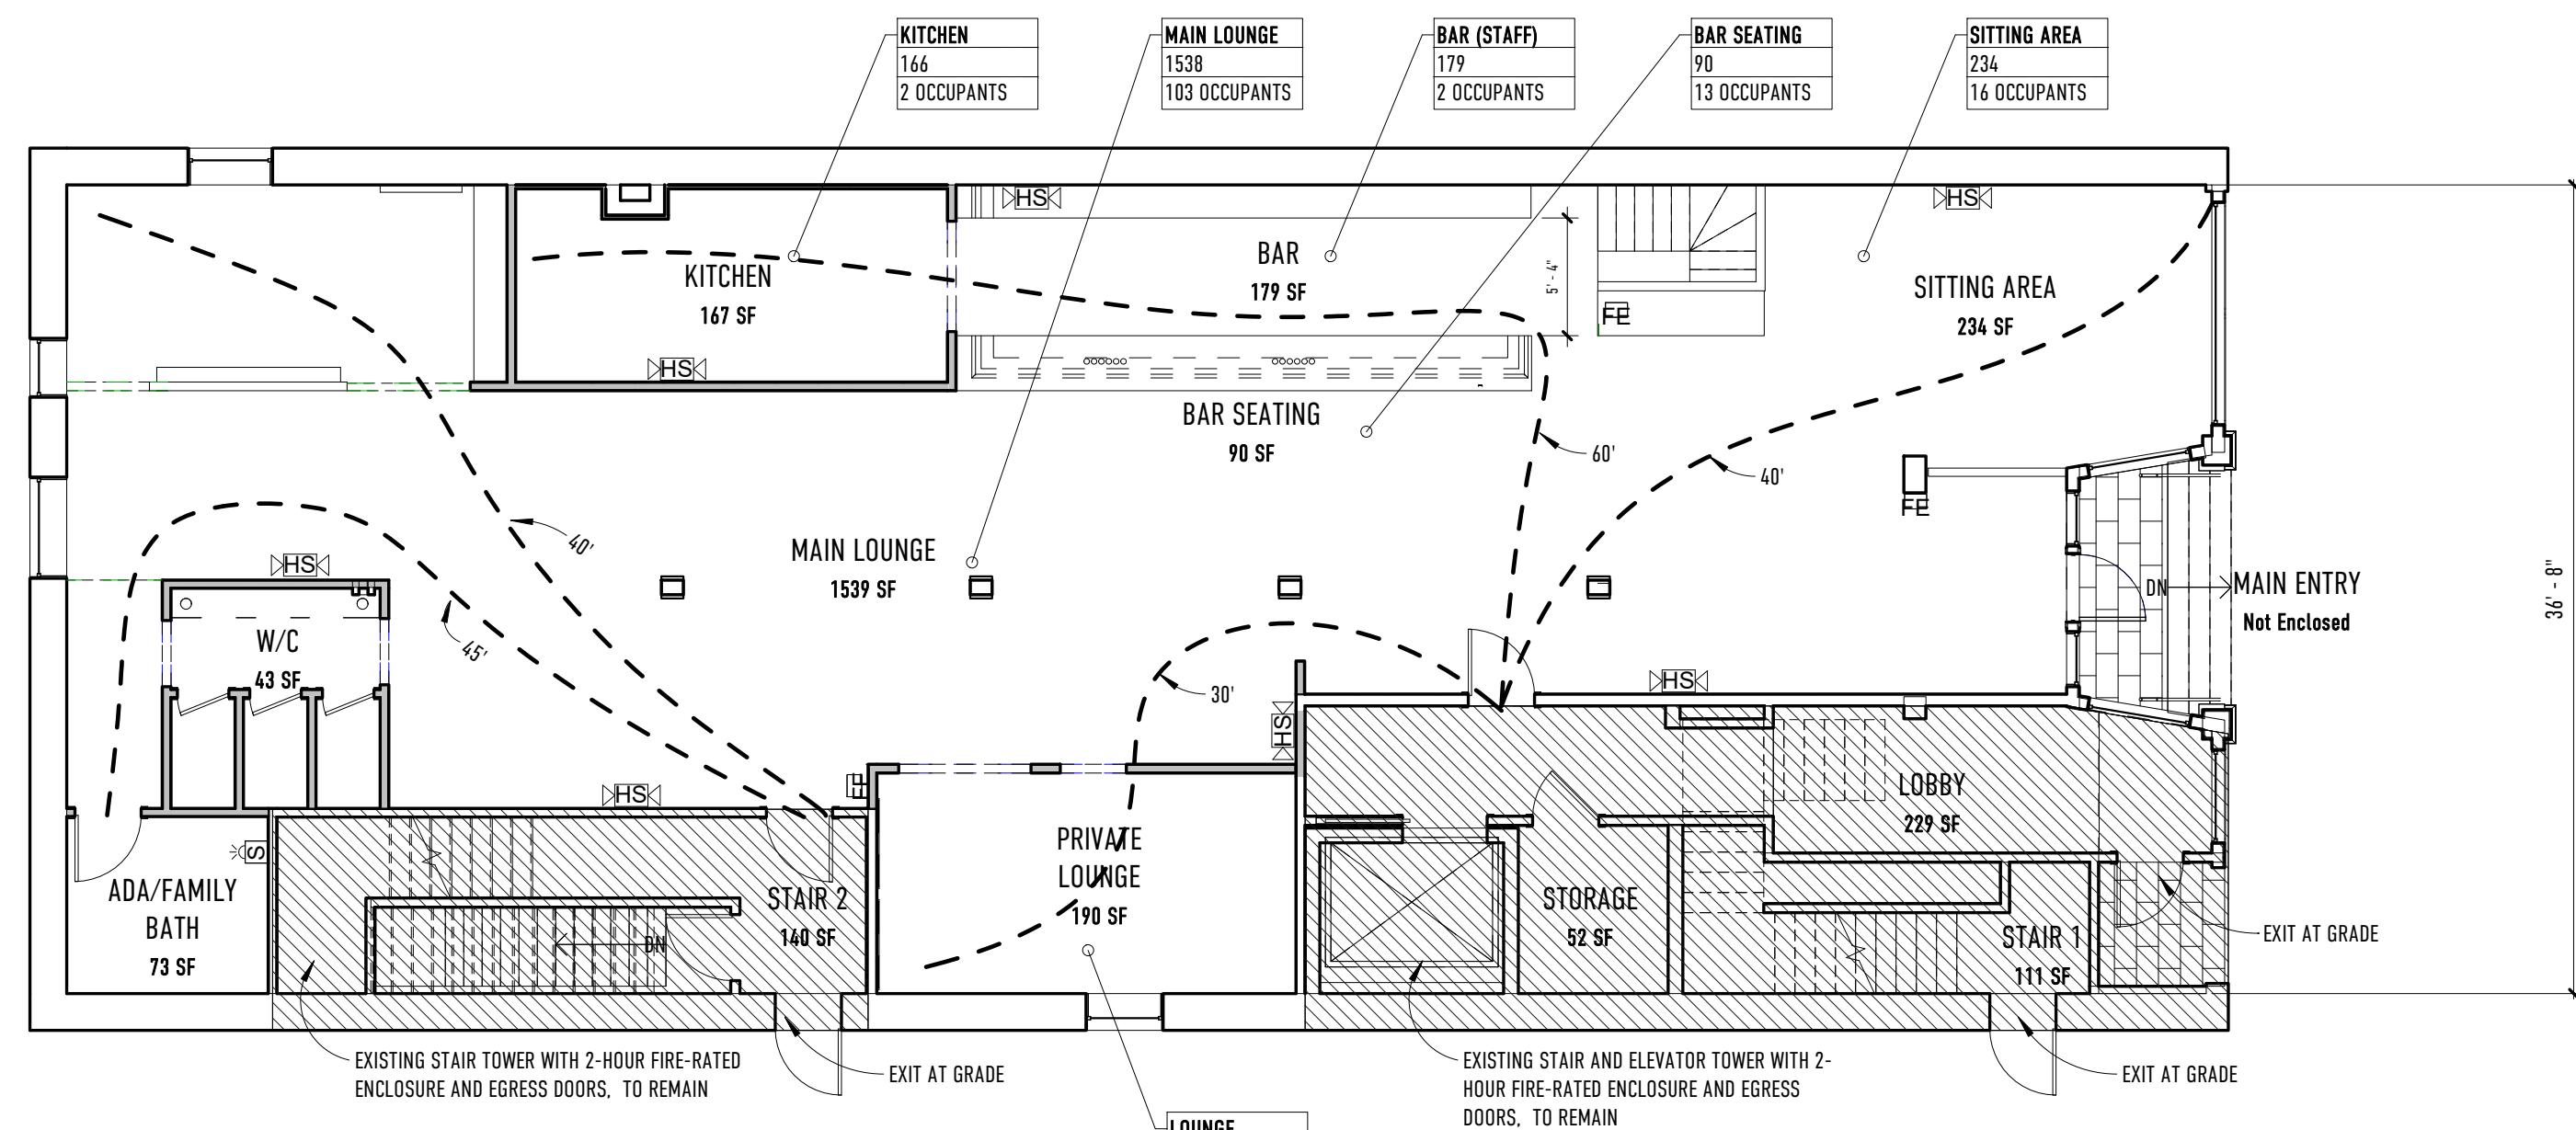 KITCHEN
166
2 OCCUPANTS
MAIN LOUNGE
1538
103 OCCUPANTS
BAR (STAFF)
179
2 OCCUPANTS
BAR SEATING
90
13 OCCUPANTS
SITTING AREA
234
16 OCCUPANTS
HS
HS
KITCHEN
167 SF
BAR
179 SF
5' - 4"
SITTING AREA
234 SF
FE
HS
BAR SEATING
90 SF
60'
40'
FE
40'
MAIN LOUNGE
1539 SF
HS
DN
MAIN ENTRY
Not Enclosed
36' - 8"
W/C
43 SF
45'
30'
HS
HS
HS
FE
LOBBY
229 SF
PRIVATE
LOUNGE
190 SF
S
ADA/FAMILY
BATH
73 SF
STAIR 2
140 SF
DN
STORAGE
52 SF
STAIR 1
111 SF
EXIT AT GRADE
EXISTING STAIR TOWER WITH 2-HOUR FIRE-RATED
ENCLOSURE AND EGRESS DOORS, TO REMAIN
EXIT AT GRADE
EXISTING STAIR AND ELEVATOR TOWER WITH 2-
HOUR FIRE-RATED ENCLOSURE AND EGRESS
DOORS, TO REMAIN
EXIT AT GRADE
LOUNGE